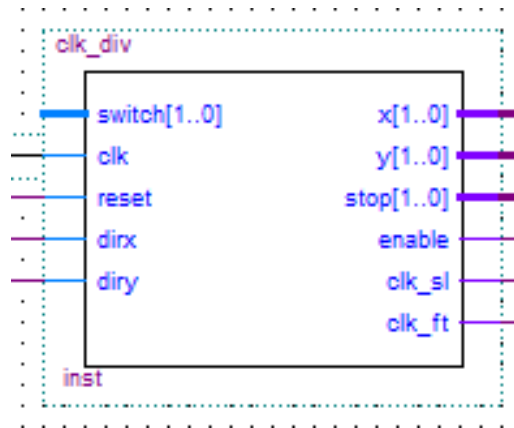 clk_div
switch[1..0] x[1..0]
clk y[1..0]
reset stop[1..0]
dirx enable
diry clk_sl
clk_ft
inst